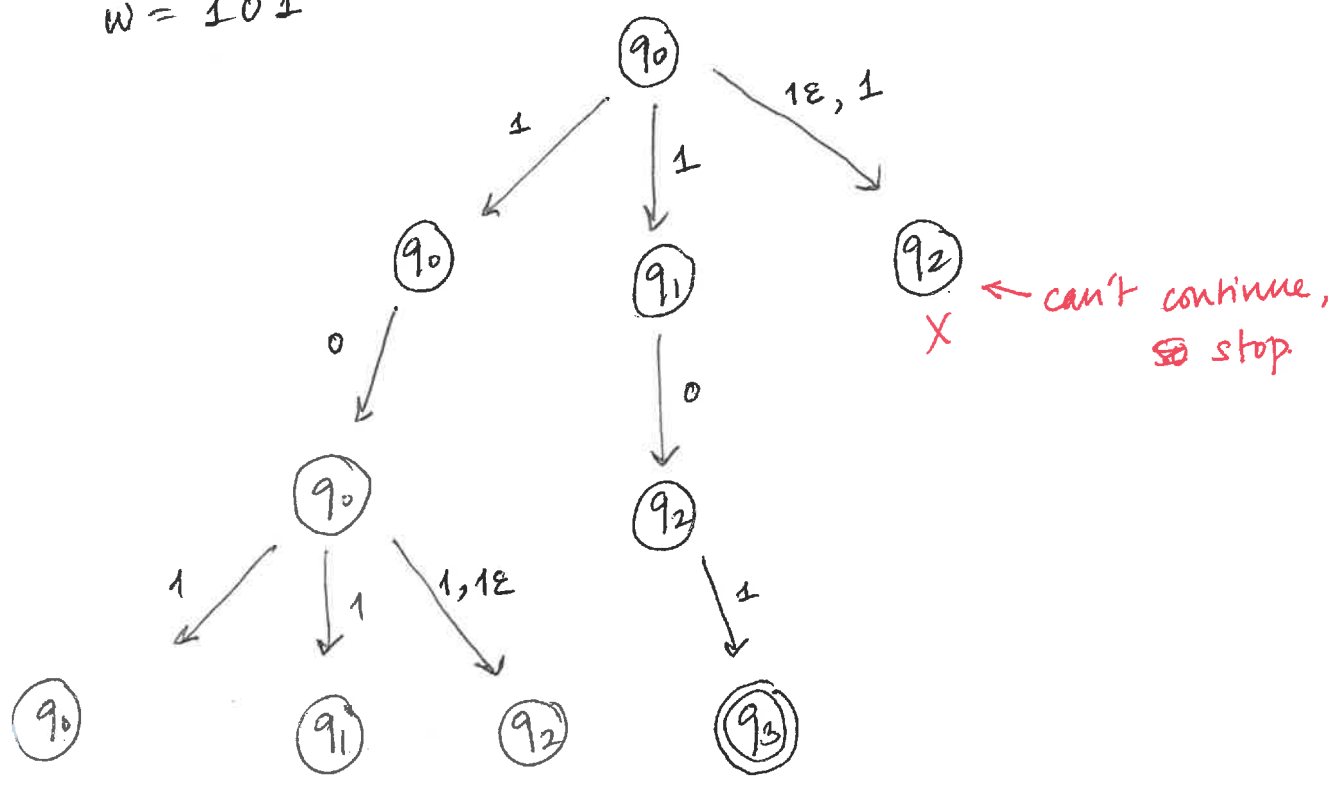 w = 101
q0
1
1
1ε, 1
q0
q1
q2
← can't continue,
so stop.
X
0
0
q0
q2
1
1
1,1ε
1
q0
q1
q2
q3